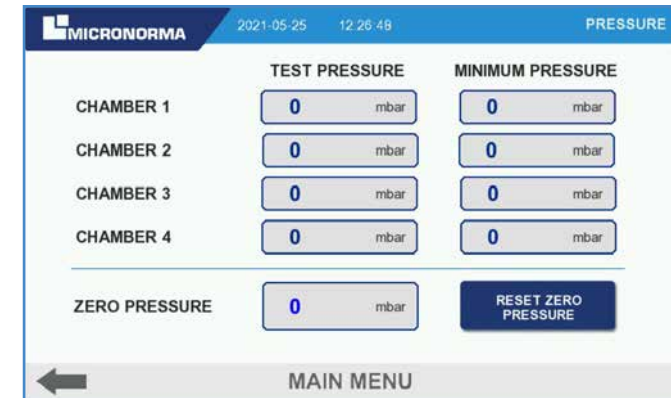 MICRONORMA 2021-05-25 12:26:48 PRESSURE
TEST PRESSURE MINIMUM PRESSURE
CHAMBER 1 0 mbar 0 mbar
CHAMBER 2 0 mbar 0 mbar
CHAMBER 3 0 mbar 0 mbar
CHAMBER 4 0 mbar 0 mbar
ZERO PRESSURE 0 mbar RESET ZERO
PRESSURE
MAIN MENU